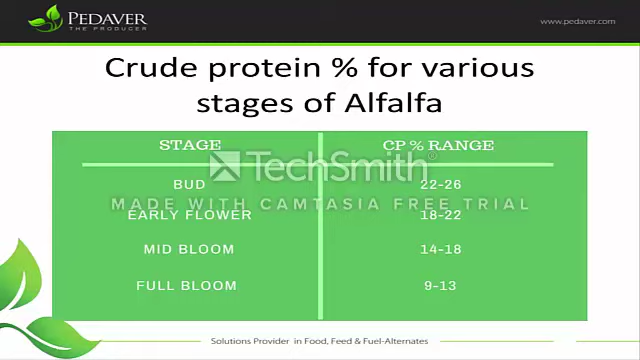 PEDAVER
THE PRODUCER
www.pedaver.com
Crude protein % for various
stages of Alfalfa
STAGE CP % RANGE
TechSmith®
BUD 22-26
MADE WITH CAMTASIA FREE TRIAL
EARLY FLOWER 18-22
MID BLOOM 14-18
FULL BLOOM 9-13
Solutions Provider in Food, Feed & Fuel-Alternates